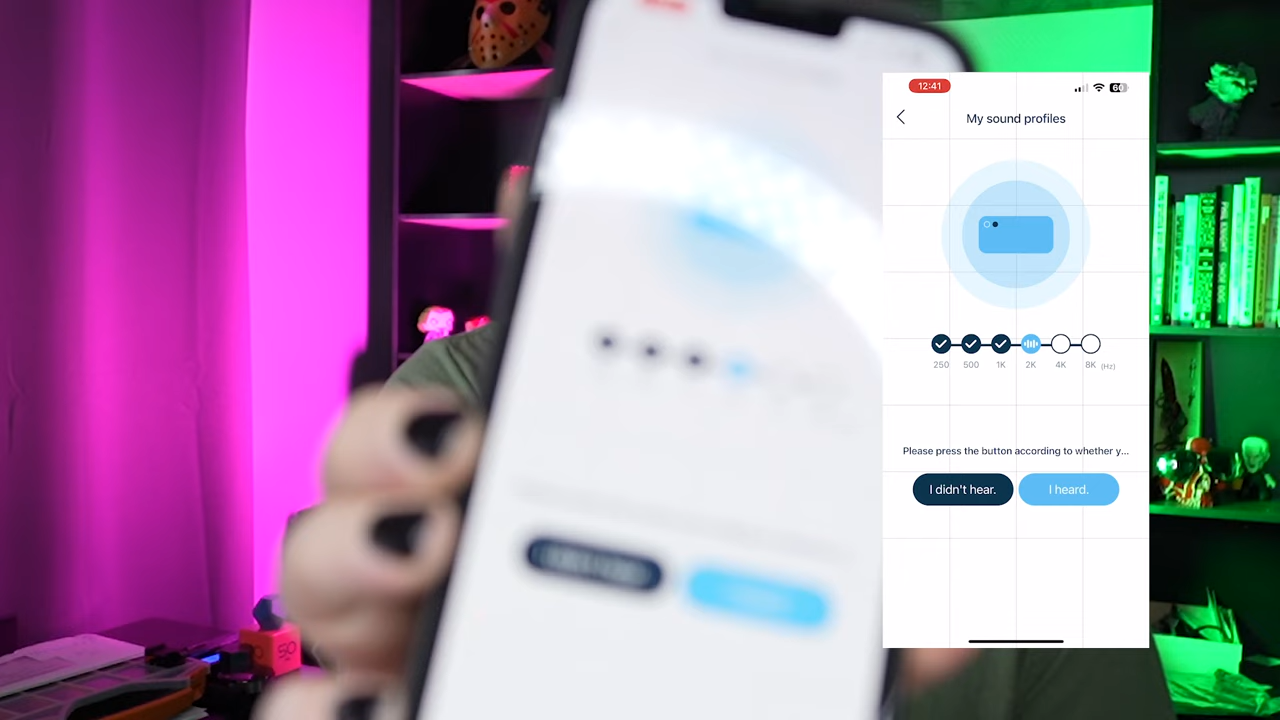 12:41
60
My sound profiles
250 500 1K 2K 4K 8K (Hz)
Please press the button according to whether y...
I didn't hear. I heard.